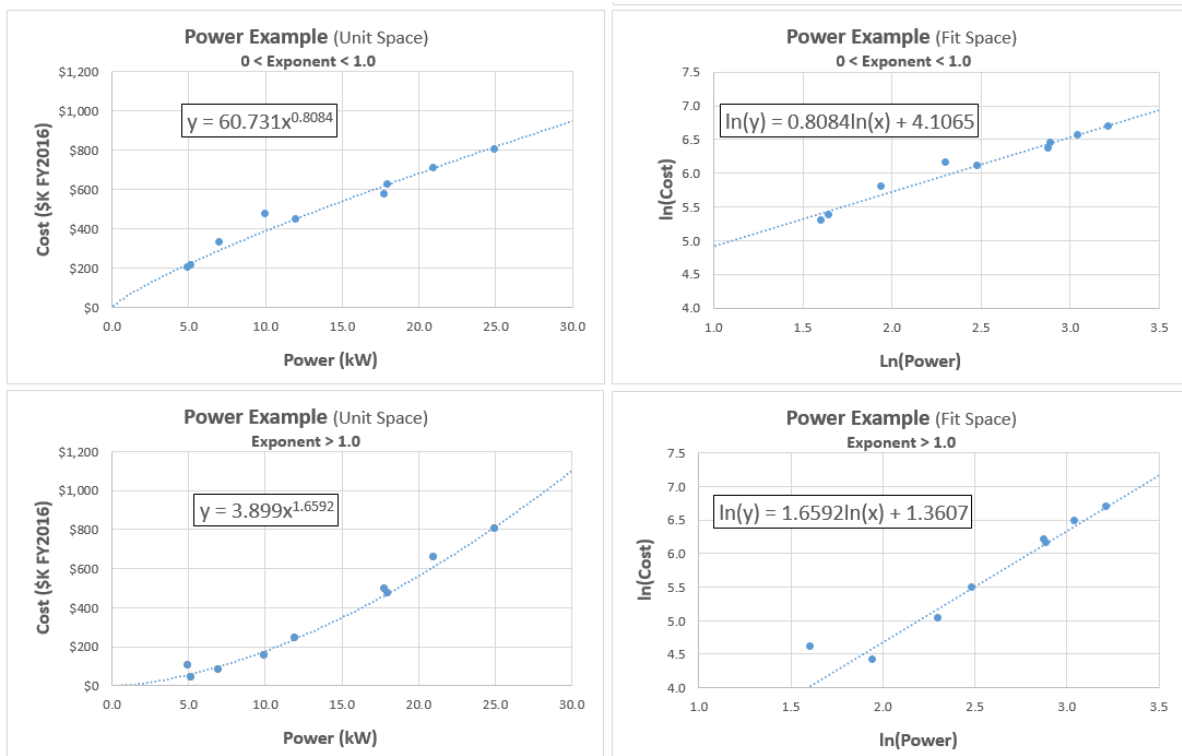 Power Example (Unit Space)
0 < Exponent < 1.0
$1,200
$1,000
$800
$600
$400
$200
$0
Cost ($K FY2016)
y = 60.731x^0.8084
0.0 5.0 10.0 15.0 20.0 25.0 30.0
Power (kW)
Power Example (Fit Space)
0 < Exponent < 1.0
7.5
7.0
6.5
6.0
5.5
5.0
4.5
4.0
ln(Cost)
ln(y) = 0.8084ln(x) + 4.1065
1.0 1.5 2.0 2.5 3.0 3.5
Ln(Power)
Power Example (Unit Space)
Exponent > 1.0
$1,200
$1,000
$800
$600
$400
$200
$0
Cost ($K FY2016)
y = 3.899x^1.6592
0.0 5.0 10.0 15.0 20.0 25.0 30.0
Power (kW)
Power Example (Fit Space)
Exponent > 1.0
7.5
7.0
6.5
6.0
5.5
5.0
4.5
4.0
ln(Cost)
ln(y) = 1.6592ln(x) + 1.3607
1.0 1.5 2.0 2.5 3.0 3.5
ln(Power)